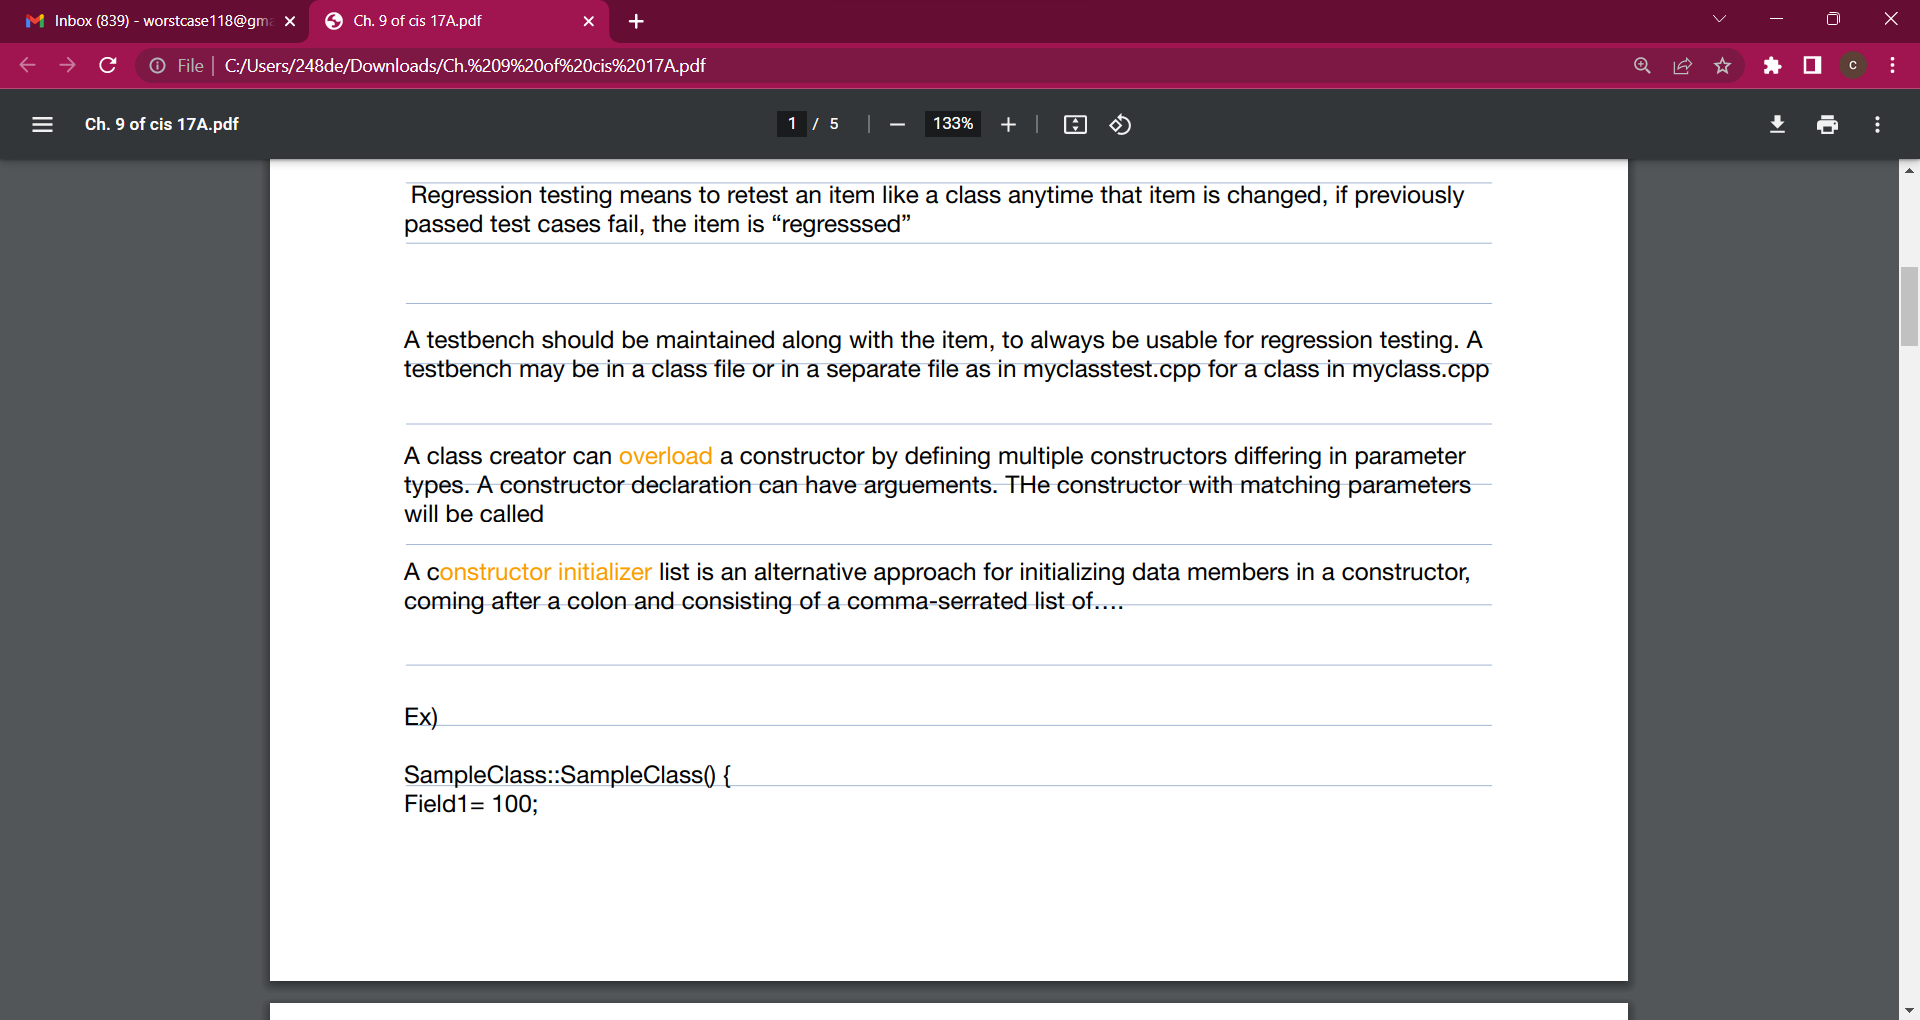 Inbox (839) - worstcase118@gma
Ch. 9 of cis 17A.pdf
File
C:/Users/248de/Downloads/Ch.%209%20of%20cis%2017A.pdf
C
Ch. 9 of cis 17A.pdf
1 / 5
133%
Regression testing means to retest an item like a class anytime that item is changed, if previously
passed test cases fail, the item is “regresssed”
A testbench should be maintained along with the item, to always be usable for regression testing. A
testbench may be in a class file or in a separate file as in myclasstest.cpp for a class in myclass.cpp
A class creator can overload a constructor by defining multiple constructors differing in parameter
types. A constructor declaration can have arguements. THe constructor with matching parameters
will be called
A constructor initializer list is an alternative approach for initializing data members in a constructor,
coming after a colon and consisting of a comma-serrated list of….
Ex)
SampleClass::SampleClass() {
Field1= 100;